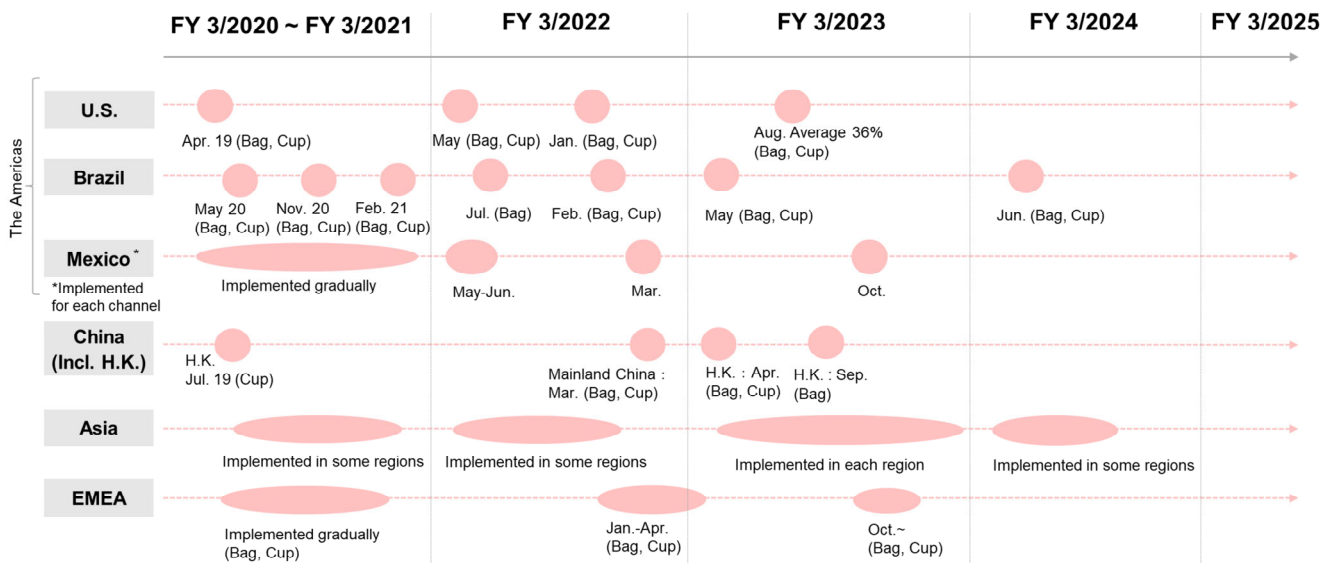 FY 3/2020 ~ FY 3/2021
FY 3/2022
FY 3/2023
FY 3/2024
FY 3/2025
The Americas
U.S.
Apr. 19 (Bag, Cup)
May (Bag, Cup)
Jan. (Bag, Cup)
Aug. Average 36%
(Bag, Cup)
Brazil
May 20
(Bag, Cup)
Nov. 20
(Bag, Cup)
Feb. 21
(Bag, Cup)
Jul. (Bag)
Feb. (Bag, Cup)
May (Bag, Cup)
Jun. (Bag, Cup)
Mexico*
*Implemented
for each channel
Implemented gradually
May-Jun.
Mar.
Oct.
China
(Incl. H.K.)
H.K.
Jul. 19 (Cup)
Mainland China :
Mar. (Bag, Cup)
H.K. : Apr.
(Bag, Cup)
H.K. : Sep.
(Bag)
Asia
Implemented in some regions
Implemented in some regions
Implemented in each region
Implemented in some regions
EMEA
Implemented gradually
(Bag, Cup)
Jan.-Apr.
(Bag, Cup)
Oct.~
(Bag, Cup)